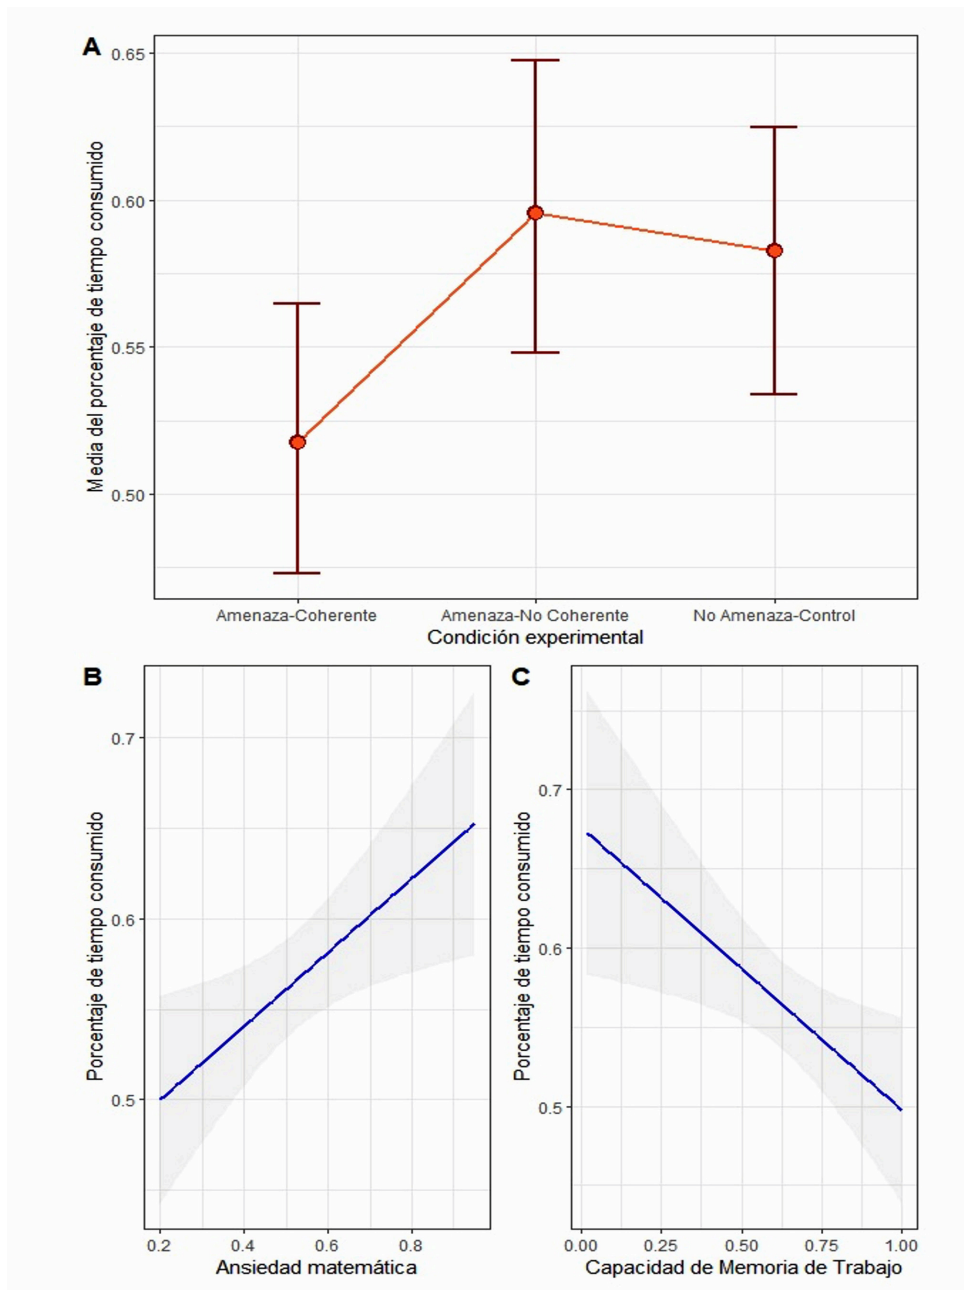 A
Media del porcentaje de tiempo consumido
0.65
0.60
0.55
0.50
Amenaza-Coherente Amenaza-No Coherente No Amenaza-Control
Condición experimental
B
Porcentaje de tiempo consumido
0.7
0.6
0.5
0.2 0.4 0.6 0.8
Ansiedad matemática
C
Porcentaje de tiempo consumido
0.7
0.6
0.5
0.00 0.25 0.50 0.75 1.00
Capacidad de Memoria de Trabajo